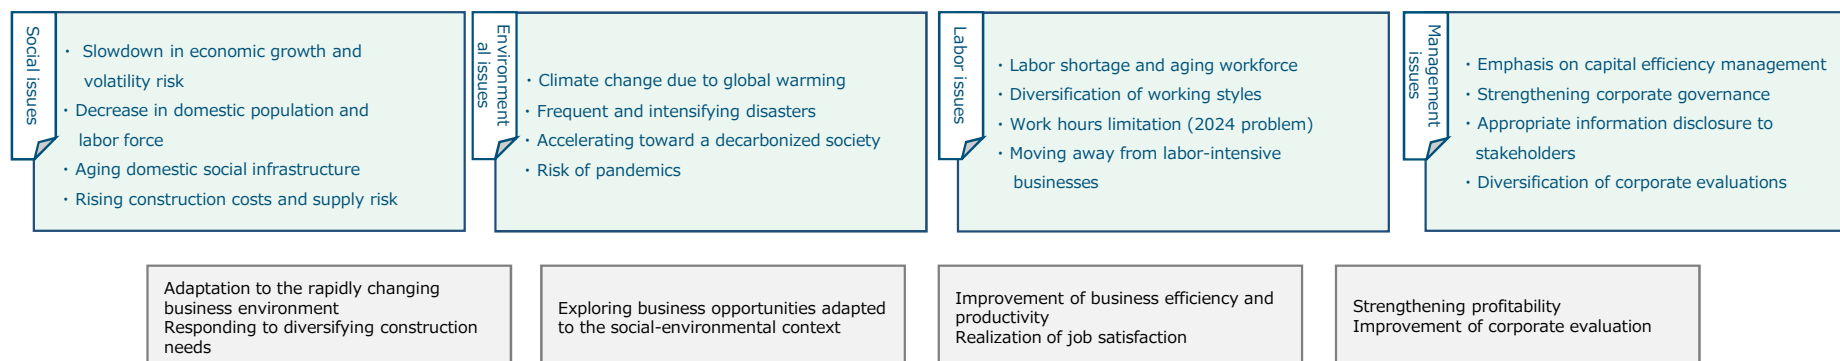 Social issues
・ Slowdown in economic growth and
volatility risk
・Decrease in domestic population and
labor force
・Aging domestic social infrastructure
・Rising construction costs and supply risk
Environment
al issues
・Climate change due to global warming
・Frequent and intensifying disasters
・Accelerating toward a decarbonized society
・Risk of pandemics
Labor issues
・Labor shortage and aging workforce
・Diversification of working styles
・Work hours limitation (2024 problem)
・Moving away from labor-intensive
businesses
Management
issues
・Emphasis on capital efficiency management
・Strengthening corporate governance
・Appropriate information disclosure to
stakeholders
・Diversification of corporate evaluations
Adaptation to the rapidly changing
business environment
Responding to diversifying construction
needs
Exploring business opportunities adapted
to the social-environmental context
Improvement of business efficiency and
productivity
Realization of job satisfaction
Strengthening profitability
Improvement of corporate evaluation